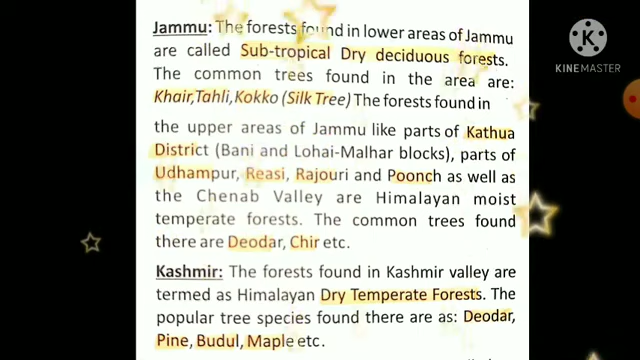 Jammu: The forests found in lower areas of Jammu
are called Sub-tropical Dry deciduous forests.
The common trees found in the area are:
Khair,Tahli,Kokko (Silk Tree) The forests found in
the upper areas of Jammu like parts of Kathua
District (Bani and Lohai-Malhar blocks), parts of
Udhampur, Reasi, Rajouri and Poonch as well as
the Chenab Valley are Himalayan moist
temperate forests. The common trees found
there are Deodar, Chir etc.
Kashmir: The forests found in Kashmir valley are
termed as Himalayan Dry Temperate Forests. The
popular tree species found there are as: Deodar,
Pine, Budul, Maple etc.
K
KINEMASTER